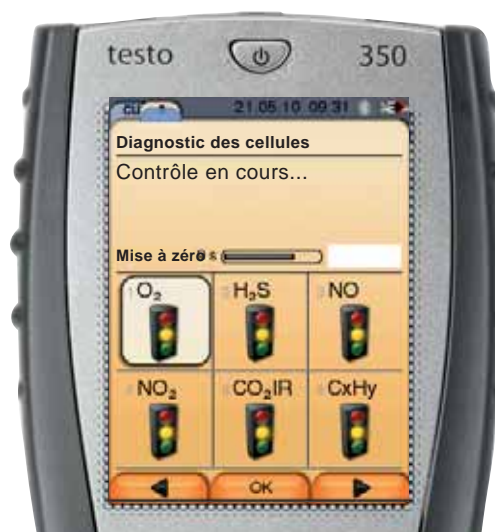 testo 350
21.05.10 09:31
Diagnostic des cellules
Contrôle en cours...
Mise à zéro s
O₂ H₂S NO
NO₂ CO₂IR CxHy
OK